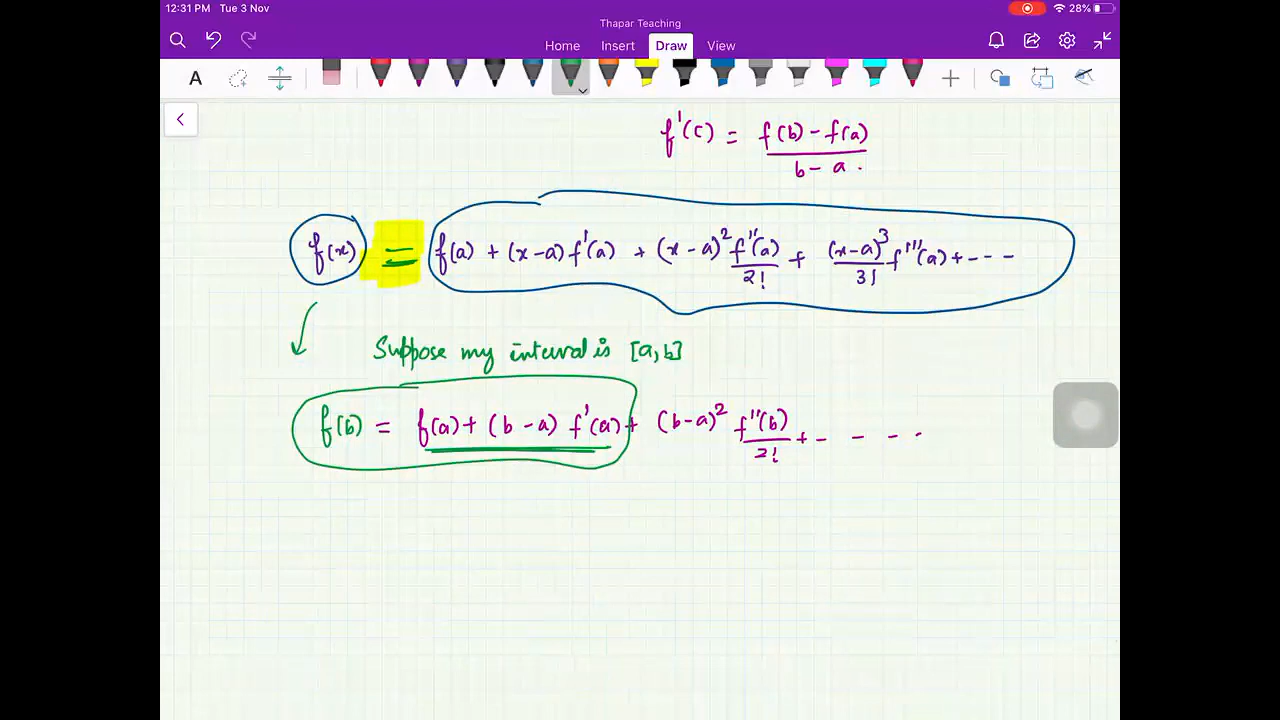 12:31 PM Tue 3 Nov 28%
Thapar Teaching
Home Insert Draw View
A
f'(c) = f(b) - f(a) / b - a .
f(x) = f(a) + (x-a) f'(a) + (x-a)² f''(a)/2! + (x-a)³/3! f'''(a) + - - -
Suppose my interval is [a,b]
f(b) = f(a) + (b-a) f'(a) + (b-a)² f''(b)/2! + - - - -